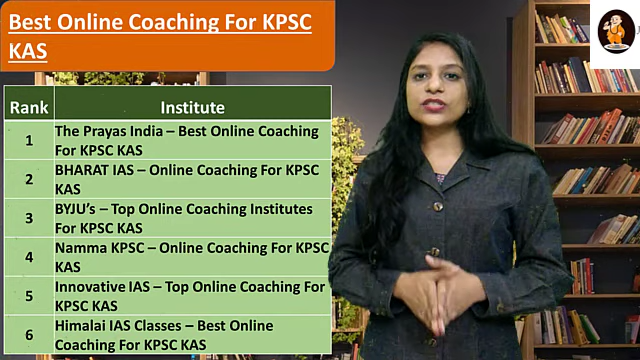 Best Online Coaching For KPSC
KAS
Rank Institute
1 The Prayas India – Best Online Coaching
For KPSC KAS
2 BHARAT IAS – Online Coaching For KPSC
KAS
3 BYJU's – Top Online Coaching Institutes
For KPSC KAS
4 Namma KPSC – Online Coaching For KPSC
KAS
5 Innovative IAS – Top Online Coaching For
KPSC KAS
6 Himalai IAS Classes – Best Online
Coaching For KPSC KAS